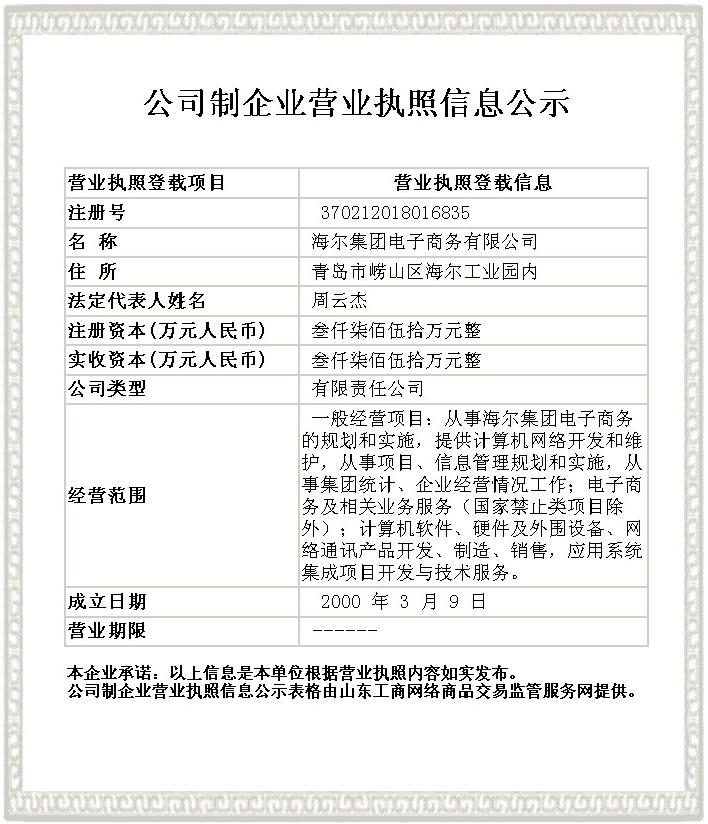 公司制企业营业执照信息公示
营业执照登载项目 营业执照登载信息
注册号 370212018016835
名 称 海尔集团电子商务有限公司
住 所 青岛市崂山区海尔工业园内
法定代表人姓名 周云杰
注册资本(万元人民币) 叁仟柒佰伍拾万元整
实收资本(万元人民币) 叁仟柒佰伍拾万元整
公司类型 有限责任公司
经营范围
一般经营项目：从事海尔集团电子商务
的规划和实施，提供计算机网络开发和维
护，从事项目、信息管理规划和实施，从
事集团统计、企业经营情况工作；电子商
务及相关业务服务（国家禁止类项目除
外）；计算机软件、硬件及外围设备、网
络通讯产品开发、制造、销售，应用系统
集成项目开发与技术服务。
成立日期 2000 年 3 月 9 日
营业期限 ------
本企业承诺：以上信息是本单位根据营业执照内容如实发布。
公司制企业营业执照信息公示表格由山东工商网络商品交易监管服务网提供。